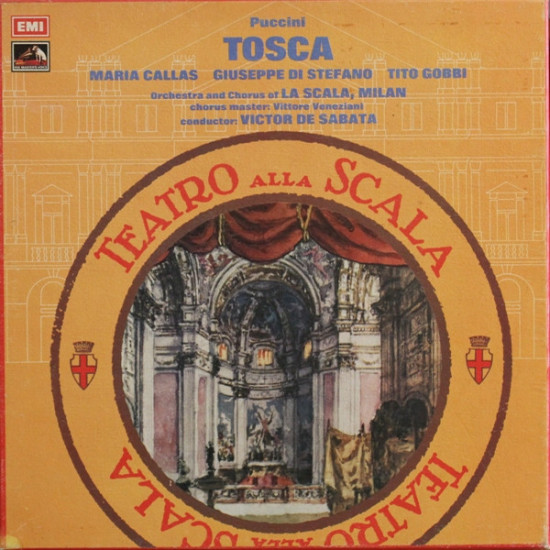 EMI
Puccini
TOSCA
MARIA CALLAS GIUSEPPE DI STEFANO TITO GOBBI
Orchestra and Chorus of LA SCALA, MILAN
chorus master: Vittore Veneziani
conductor: VICTOR DE SABATA
TEATRO ALLA SCALA
TEATRO ALLA SCALA